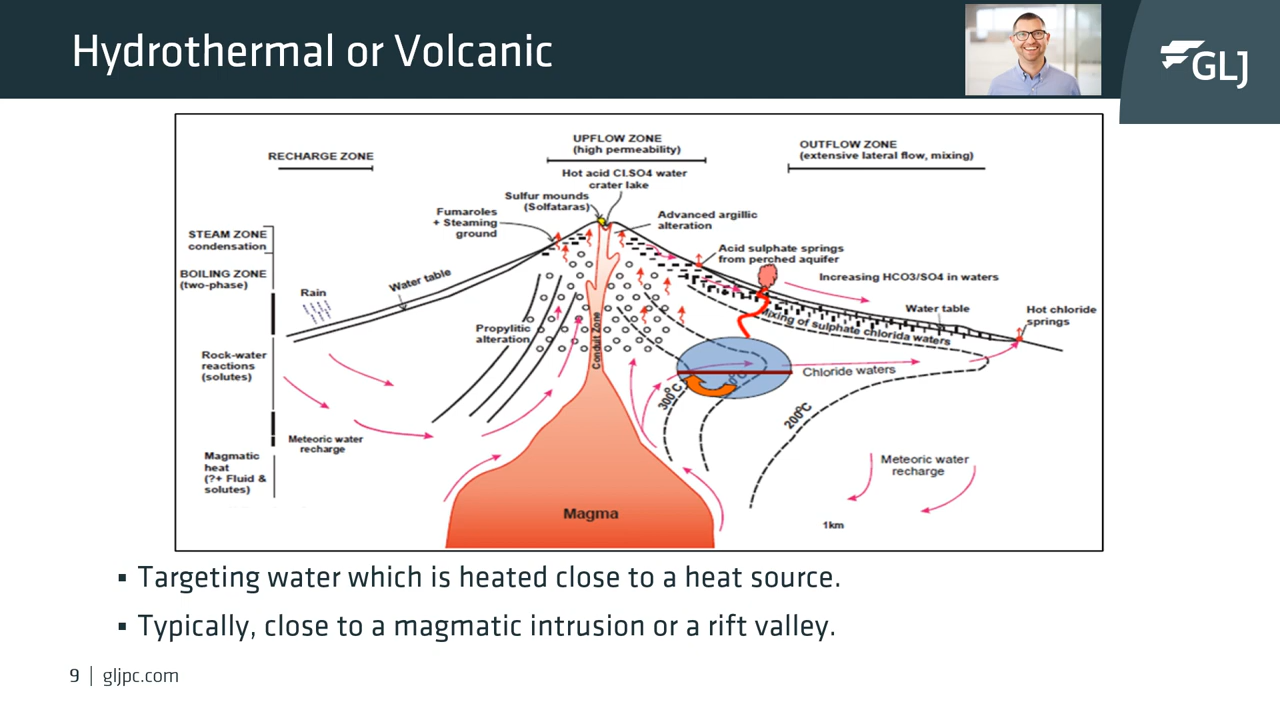 Hydrothermal or Volcanic
GLJ
RECHARGE ZONE
UPFLOW ZONE
(high permeability)
OUTFLOW ZONE
(extensive lateral flow, mixing)
Hot acid Cl.SO4 water
crater lake
Sulfur mounds
(Solfataras)
Fumaroles
+ Steaming
ground
Advanced argillic
alteration
STEAM ZONE
condensation
Acid sulphate springs
from perched aquifer
BOILING ZONE
(two-phase)
Water table
Increasing HCO3/SO4 in waters
Rain
Water table
Hot chloride
springs
Mixing of sulphate chlorida waters
Propylitic
alteration
Conduit Zone
Rock-water
reactions
(solutes)
Chloride waters
300°C
0°C
200°C
Meteoric water
recharge
Magmatic
heat
(?+ Fluid &
solutes)
Meteoric water
recharge
Magma
1km
▪ Targeting water which is heated close to a heat source.
▪ Typically, close to a magmatic intrusion or a rift valley.
9 | gljpc.com